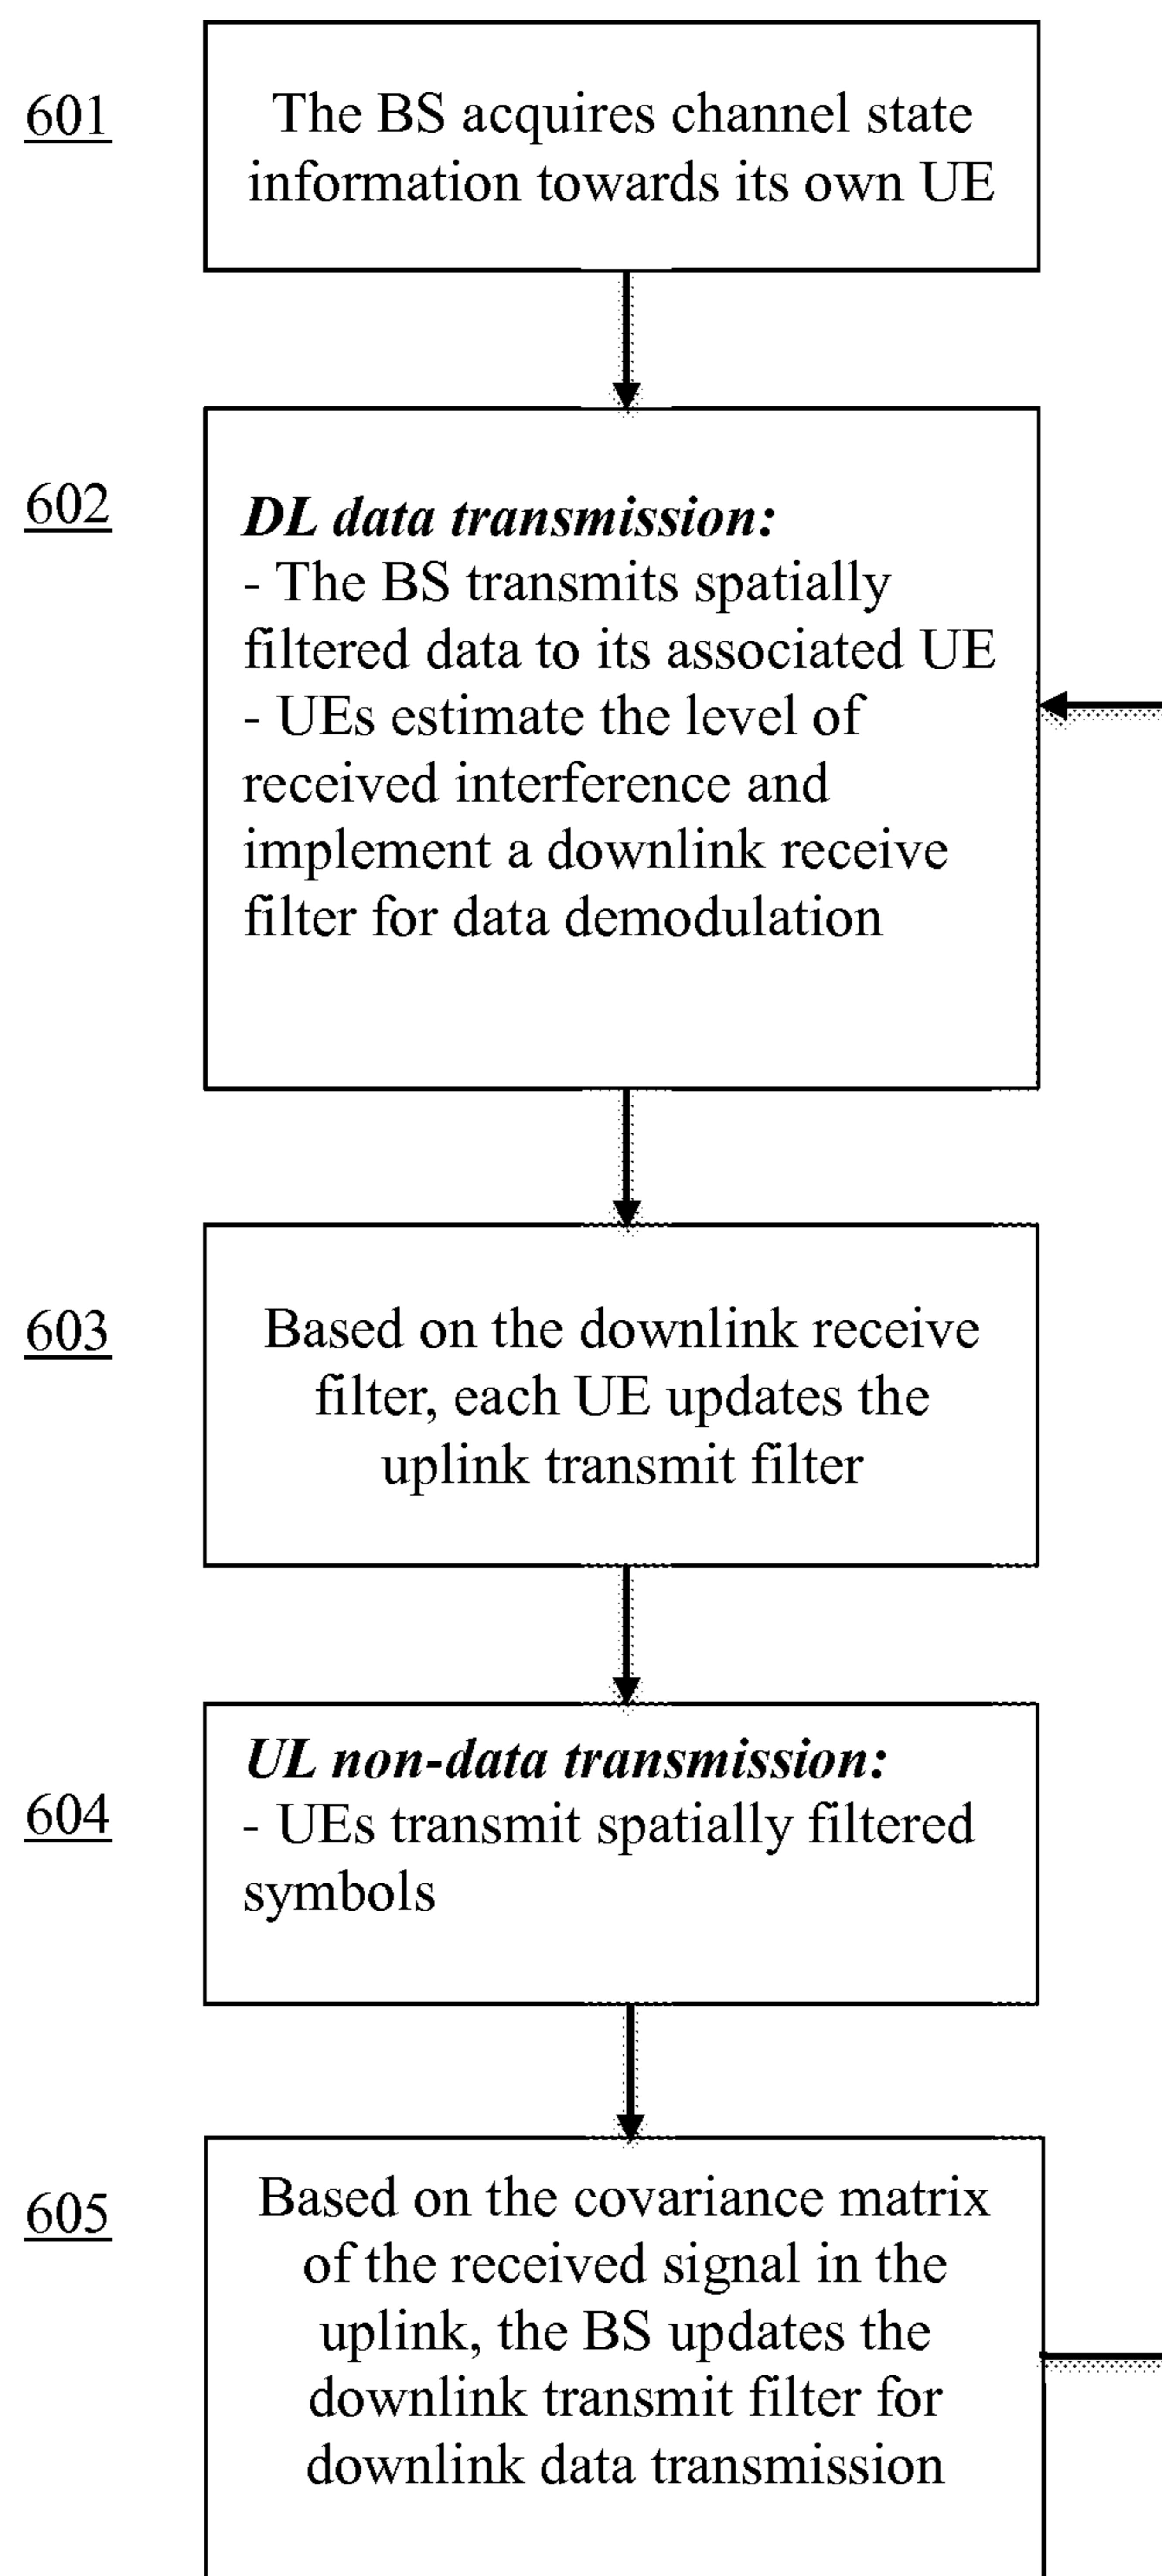 601
The BS acquires channel state
information towards its own UE
602
DL data transmission:
- The BS transmits spatially
filtered data to its associated UE
- UEs estimate the level of
received interference and
implement a downlink receive
filter for data demodulation
603
Based on the downlink receive
filter, each UE updates the
uplink transmit filter
604
UL non-data transmission:
- UEs transmit spatially filtered
symbols
605
Based on the covariance matrix
of the received signal in the
uplink, the BS updates the
downlink transmit filter for
downlink data transmission